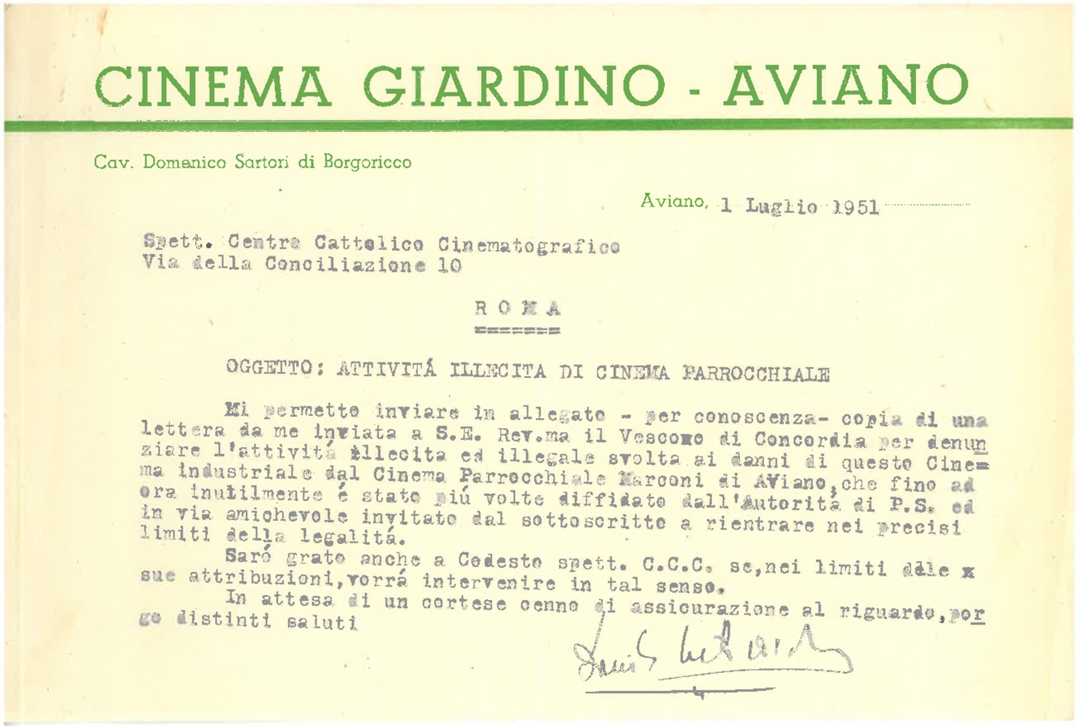 CINEMA GIARDINO - AVIANO
Cav. Domenico Sartori di Borgoricco
Aviano, 1 Luglio 1951
Spett. Centro Cattolico Cinematografico
Via della Conciliazione 10
R O M A
=======
OGGETTO: ATTIVITÁ ILLECITA DI CINEMA PARROCCHIALE
Mi permetto inviare in allegato - per conoscenza- copia di una
lettera da me inviata a S.E. Rev.ma il Vescovo di Concordia per denun
ziare l'attivitá illecita ed illegale svolta ai danni di questo Cine=
ma industriale dal Cinema Parrocchiale Marconi di AViano, che fino ad
ora inutilmente é stato piú volte diffidato dall'Autoritá di P.S. ed
in via amichevole invitato dal sottoscritto a rientrare nei precisi
limiti della legalitá.
Saró grato anche a Codesto spett. C.C.C. se,nei limiti dlle x
sue attribuzioni,vorrá intervenire in tal senso.
In attesa di un cortese cenno di assicurazione al riguardo,por
go distinti saluti